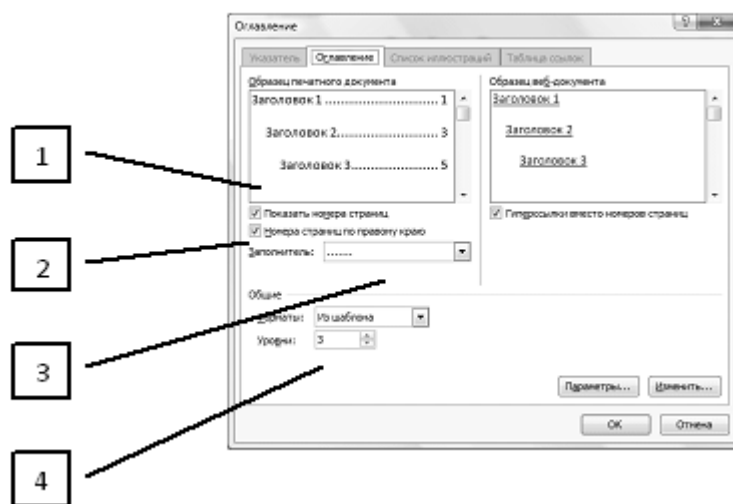 Оглавление
Указатель Оглавление Список иллюстраций Таблица ссылок
Образец печатного документа
Заголовок 1 ............................ 1
Заголовок 2...................... 3
Заголовок 3................... 5
Показать номера страниц
Номера страниц по правому краю
Заполнитель: .......
Образец веб-документа
Заголовок 1
Заголовок 2
Заголовок 3
Гиперссылки вместо номеров страниц
Общие
Форматы: Из шаблона
Уровни: 3
Параметры... Изменить...
ОК Отмена
1
2
3
4